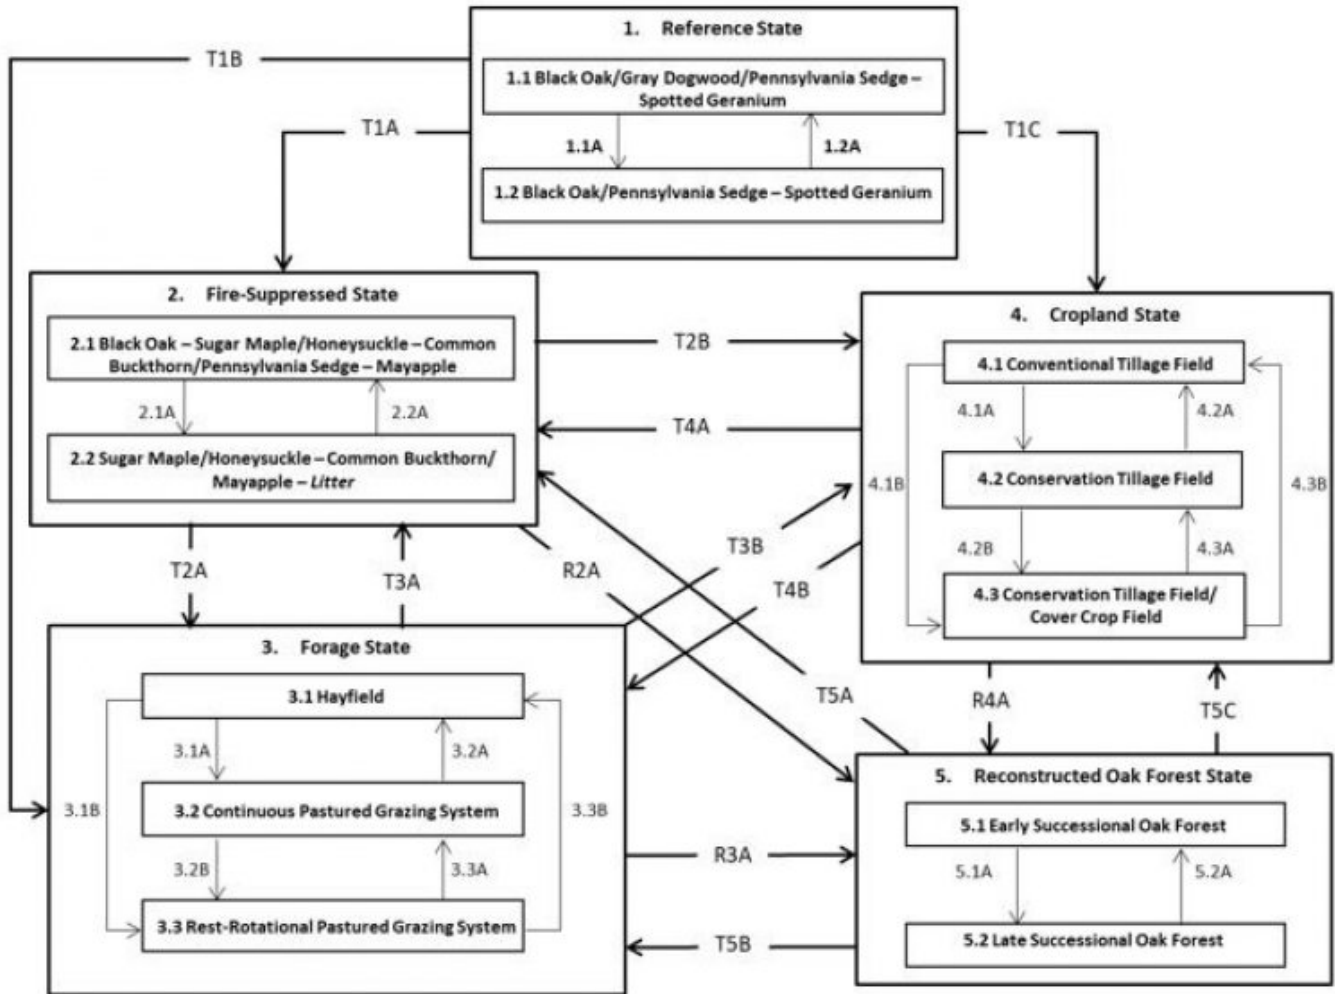 1. Reference State
T1B
1.1 Black Oak/Gray Dogwood/Pennsylvania Sedge –
Spotted Geranium
T1A
T1C
1.1A
1.2A
1.2 Black Oak/Pennsylvania Sedge – Spotted Geranium
2. Fire-Suppressed State
2.1 Black Oak – Sugar Maple/Honeysuckle – Common
Buckthorn/Pennsylvania Sedge – Mayapple
2.1A
2.2A
2.2 Sugar Maple/Honeysuckle – Common Buckthorn/
Mayapple – Litter
T2B
T4A
4. Cropland State
4.1 Conventional Tillage Field
4.1A
4.2A
4.2 Conservation Tillage Field
4.1B
4.3B
4.2B
4.3A
4.3 Conservation Tillage Field/
Cover Crop Field
T2A
T3A
R2A
T3B
T4B
T5A
R4A
T5C
3. Forage State
3.1 Hayfield
3.1A
3.2A
3.1B
3.3B
3.2 Continuous Pastured Grazing System
3.2B
3.3A
3.3 Rest-Rotational Pastured Grazing System
R3A
T5B
5. Reconstructed Oak Forest State
5.1 Early Successional Oak Forest
5.1A
5.2A
5.2 Late Successional Oak Forest